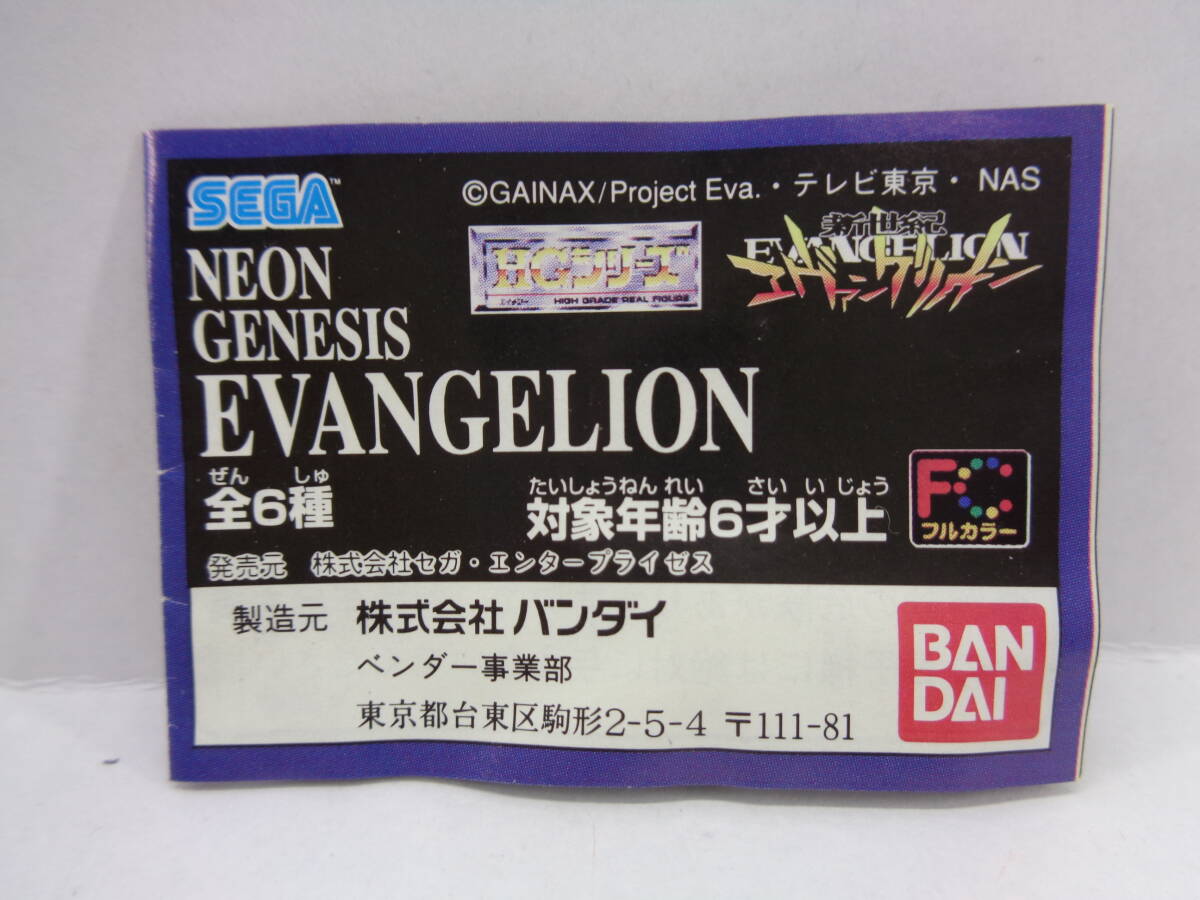 SEGA™
©GAINAX/Project Eva.・テレビ東京・NAS
HGシリーズ
HIGH GRADE REAL FIGURE
新世紀
EVANGELION
エヴァンゲリオン
NEON
GENESIS
EVANGELION
ぜん しゅ
全6種
たいしょうねんれい さいいじょう
対象年齢6才以上
FC
フルカラー
発売元 株式会社セガ・エンタープライゼス
製造元 株式会社バンダイ
ベンダー事業部
東京都台東区駒形2-5-4 〒111-81
BAN
DAI